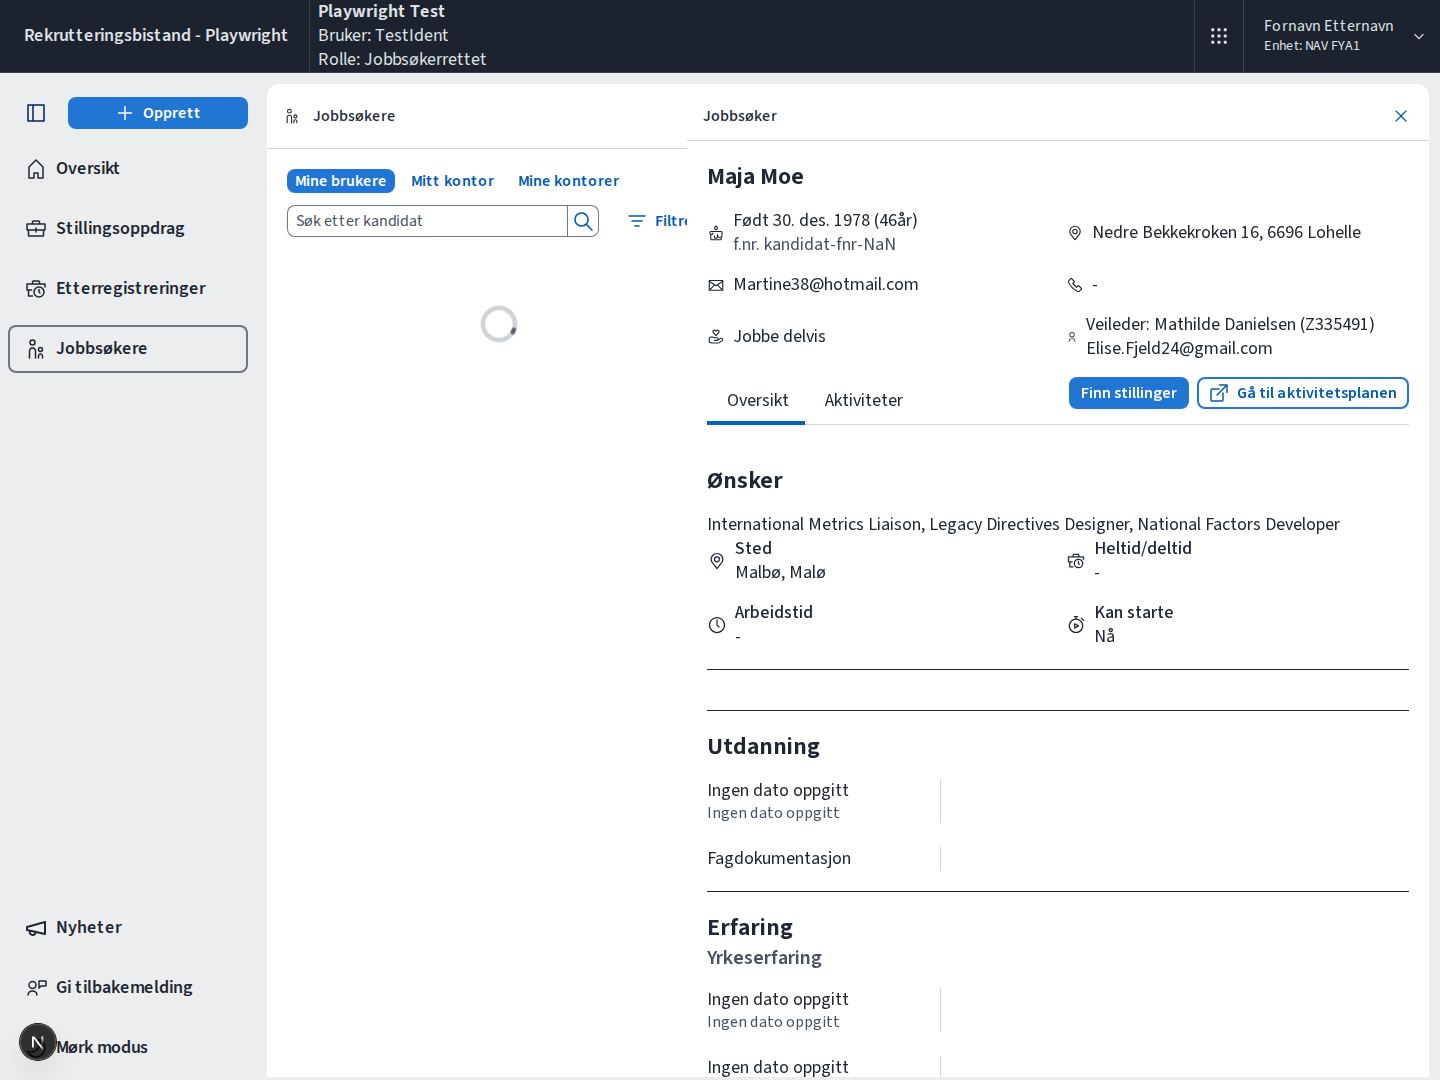 Rekrutteringsbistand - Playwright
Playwright Test
Bruker: TestIdent
Rolle: Jobbsøkerrettet
Fornavn Etternavn
Enhet: NAV FYA1
Opprett
Oversikt
Stillingsoppdrag
Etterregistreringer
Jobbsøkere
Nyheter
Gi tilbakemelding
N
Mørk modus
Jobbsøkere
Mine brukere
Mitt kontor
Mine kontorer
Søk etter kandidat
Filtre
Jobbsøker
Maja Moe
Født 30. des. 1978 (46år)
f.nr. kandidat-fnr-NaN
Nedre Bekkekroken 16, 6696 Lohelle
Martine38@hotmail.com
-
Jobbe delvis
Veileder: Mathilde Danielsen (Z335491)
Elise.Fjeld24@gmail.com
Oversikt
Aktiviteter
Finn stillinger
Gå til aktivitetsplanen
Ønsker
International Metrics Liaison, Legacy Directives Designer, National Factors Developer
Sted
Malbø, Malø
Heltid/deltid
-
Arbeidstid
-
Kan starte
Nå
Utdanning
Ingen dato oppgitt
Ingen dato oppgitt
Fagdokumentasjon
Erfaring
Yrkeserfaring
Ingen dato oppgitt
Ingen dato oppgitt
Ingen dato oppgitt